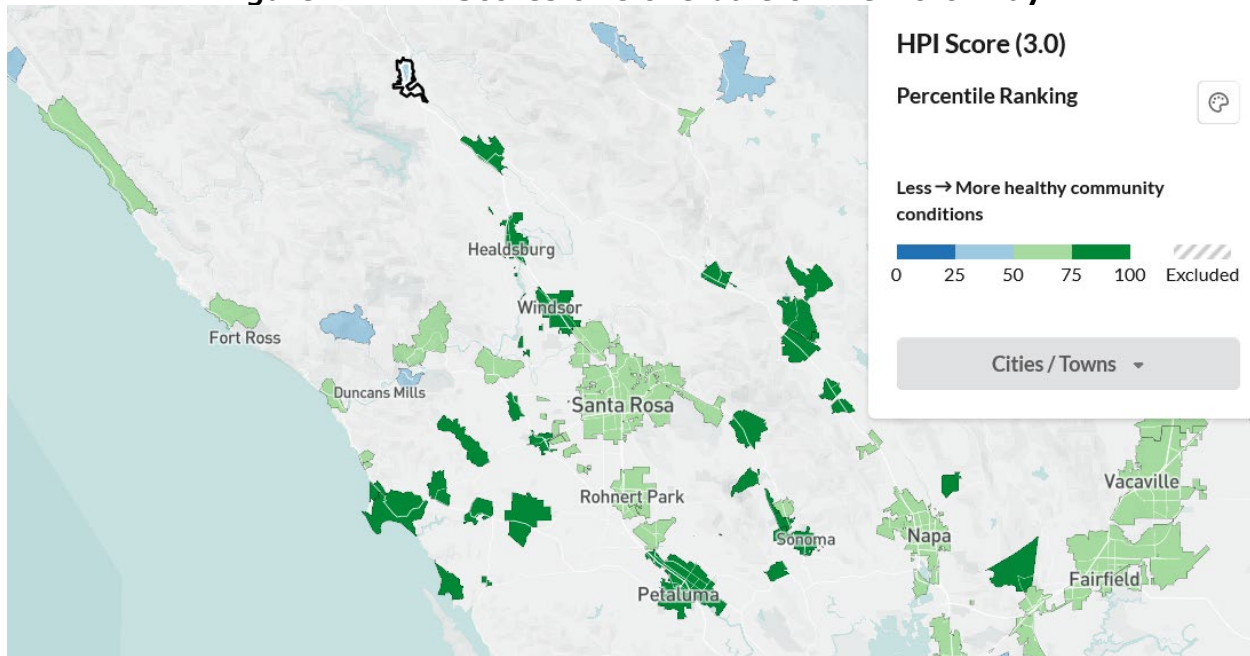 HPI Score (3.0)
Percentile Ranking
Less → More healthy community
conditions
0 25 50 75 100 Excluded
Cities / Towns
Healdsburg
Windsor
Fort Ross
Duncans Mills
Santa Rosa
Rohnert Park
Vacaville
Sonoma
Napa
Petaluma
Fairfield